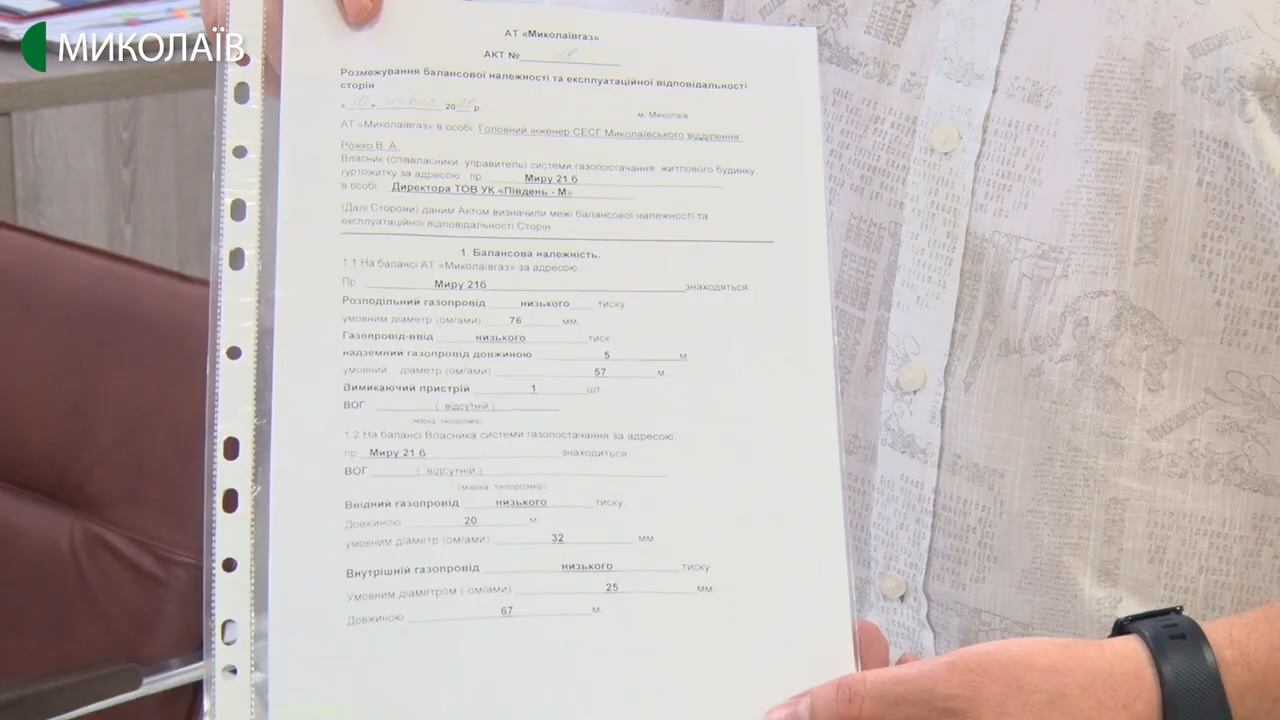 МИКОЛАЇВ
АТ «Миколаївгаз»
АКТ №
Розмежування балансової належності та експлуатаційної відповідальності
сторін
« 10 » 20 р.
м. Миколаїв
АТ «Миколаївгаз» в особі Головний інженер СЕСГ Миколаївського відділення
Рожко В. А.
Власник (співвласники, управитель) системи газопостачання житлового будинку,
гуртожитку за адресою пр Миру 21 б
в особі Директора ТОВ УК «Південь - М»
(Далі Сторони) даним Актом визначили межі балансової належності та
експлуатаційної відповідальності Сторін
1. Балансова належність.
1.1 На балансі АТ «Миколаївгаз» за адресою:
Пр Миру 21б знаходяться
Розподільний газопровід низького тиску,
умовним діаметр (ом/ами) 76 мм.
Газопровід-ввід низького тиск
надземний газопровід довжиною 5 м.
умовний діаметр (ом/ами) 57 м.
Вимикаючий пристрій 1 шт
ВОГ ( відсутній )
(марка, типорозмір)
1.2 На балансі Власника системи газопостачання за адресою:
пр Миру 21 б знаходиться
ВОГ ( відсутній )
(марка, типорозмір)
Ввідний газопровід низького тиску,
Довжиною 20 м.
умовним діаметр (ом/ами) 32 мм
Внутрішній газопровід низького тиску
Умовним діаметром ( ом/ами) 25 мм
Довжиною 67 м.